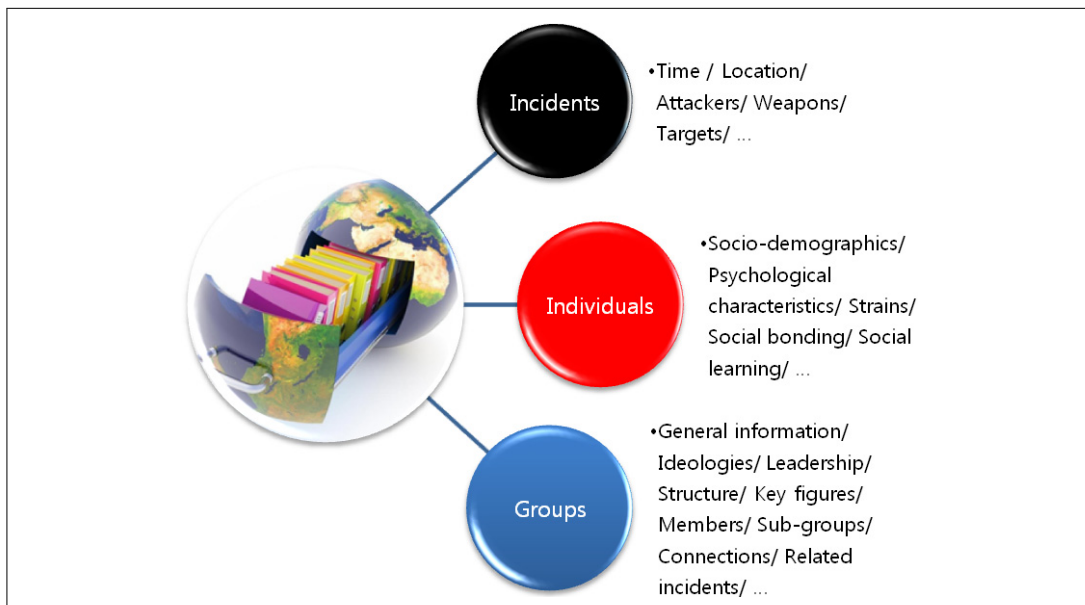 Incidents
•Time / Location/
Attackers/ Weapons/
Targets/ ...
Individuals
•Socio-demographics/
Psychological
characteristics/ Strains/
Social bonding/ Social
learning/ ...
Groups
•General information/
Ideologies/ Leadership/
Structure/ Key figures/
Members/ Sub-groups/
Connections/ Related
incidents/ ...